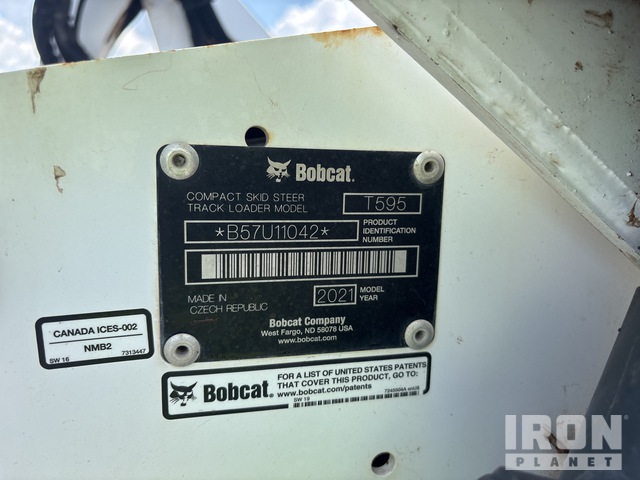 Bobcat.
COMPACT SKID STEER
TRACK LOADER MODEL
T595
*B57U11042*
PRODUCT
IDENTIFICATION
NUMBER
MADE IN
CZECH REPUBLIC
2021
MODEL
YEAR
Bobcat Company
West Fargo, ND 58078 USA
www.bobcat.com
CANADA ICES-002
NMB2
SW 16
7313447
Bobcat.
FOR A LIST OF UNITED STATES PATENTS
THAT COVER THIS PRODUCT, GO TO:
www.bobcat.com/patents
SW 19
IRON
PLANET